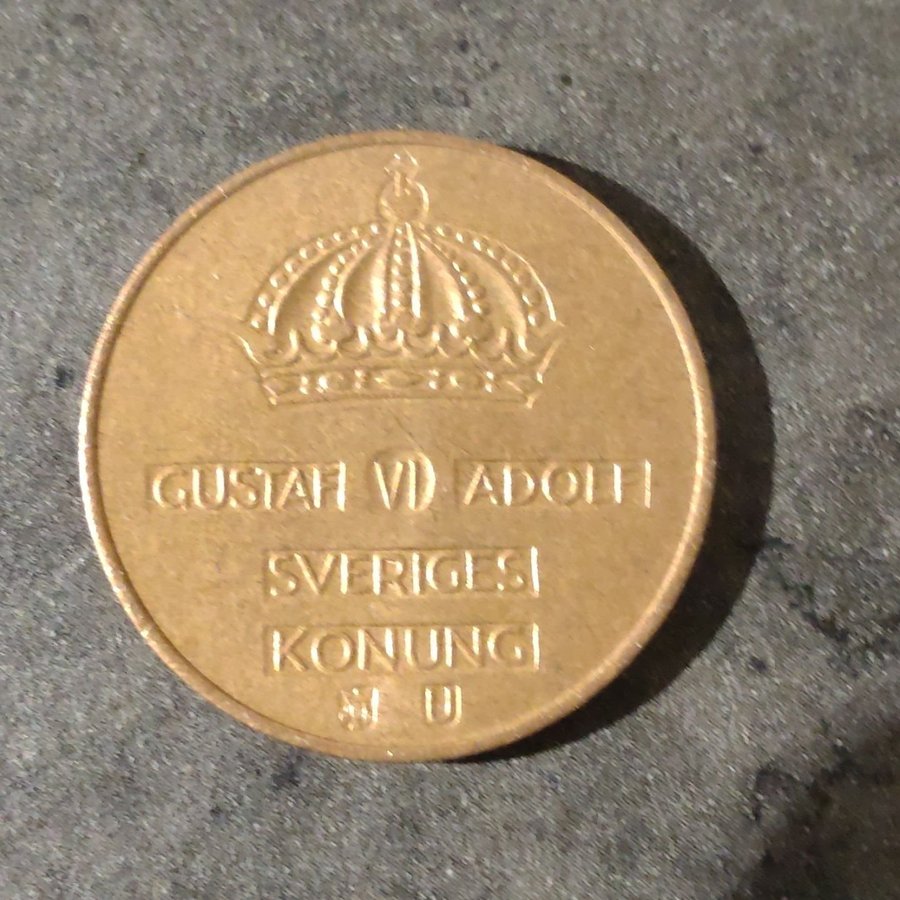 GUSTAF VI ADOLF
SVERIGES
KONUNG
U